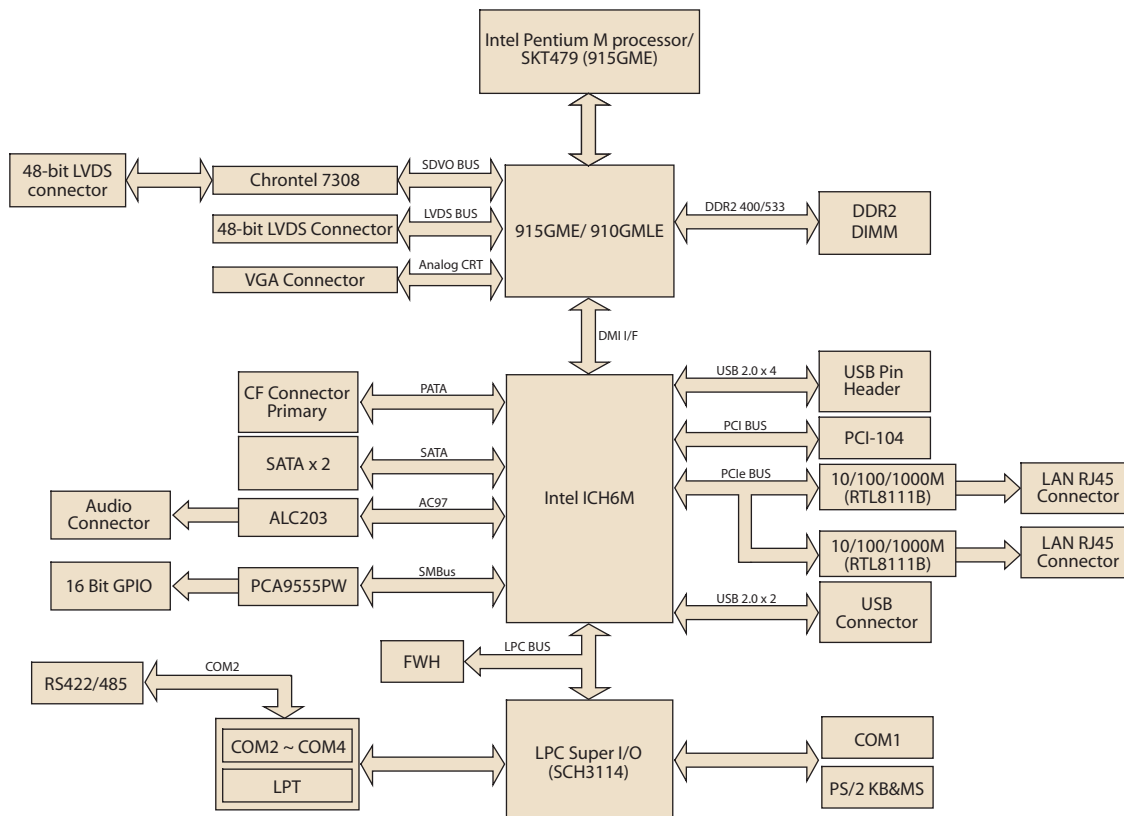 Intel Pentium M processor/
SKT479 (915GME)
48-bit LVDS
connector
Chrontel 7308
SDVO BUS
48-bit LVDS Connector
LVDS BUS
VGA Connector
Analog CRT
915GME/ 910GMLE
DDR2 400/533
DDR2
DIMM
DMI I/F
CF Connector
Primary
PATA
SATA x 2
SATA
Audio
Connector
ALC203
AC97
16 Bit GPIO
PCA9555PW
SMBus
Intel ICH6M
USB 2.0 x 4
USB Pin
Header
PCI BUS
PCI-104
PCIe BUS
10/100/1000M
(RTL8111B)
LAN RJ45
Connector
10/100/1000M
(RTL8111B)
LAN RJ45
Connector
USB 2.0 x 2
USB
Connector
FWH
LPC BUS
RS422/485
COM2
COM2 ~ COM4
LPT
LPC Super I/O
(SCH3114)
COM1
PS/2 KB&MS